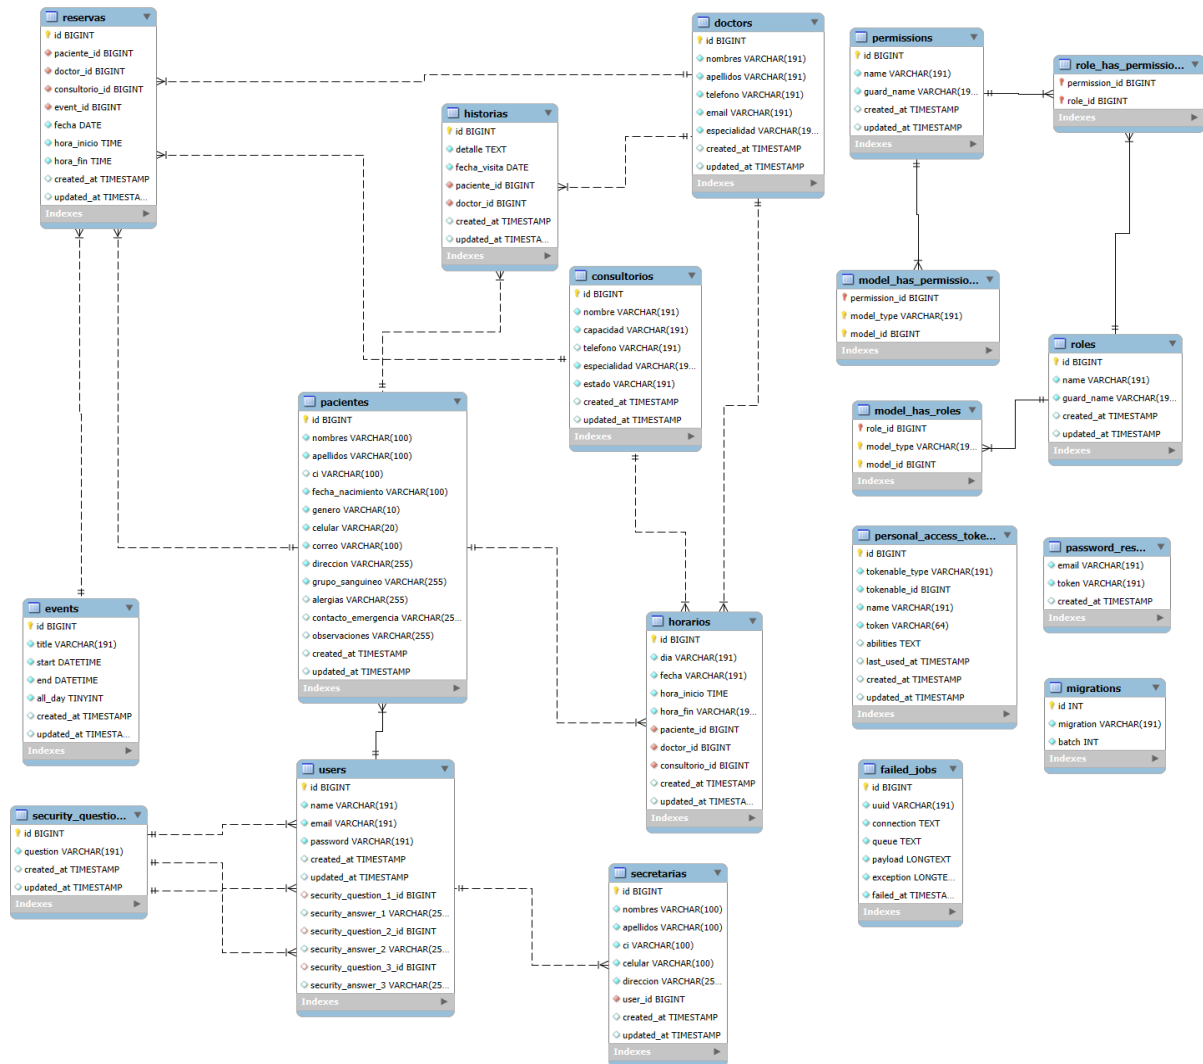 reservas
id BIGINT
paciente_id BIGINT
doctor_id BIGINT
consultorio_id BIGINT
event_id BIGINT
fecha DATE
hora_inicio TIME
hora_fin TIME
created_at TIMESTAMP
updated_at TIMESTA...
Indexes
doctors
id BIGINT
nombres VARCHAR(191)
apellidos VARCHAR(191)
telefono VARCHAR(191)
email VARCHAR(191)
especialidad VARCHAR(19...
created_at TIMESTAMP
updated_at TIMESTAMP
Indexes
permissions
id BIGINT
name VARCHAR(191)
guard_name VARCHAR(19...
created_at TIMESTAMP
updated_at TIMESTAMP
Indexes
role_has_permissio...
permission_id BIGINT
role_id BIGINT
Indexes
historias
id BIGINT
detalle TEXT
fecha_visita DATE
paciente_id BIGINT
doctor_id BIGINT
created_at TIMESTAMP
updated_at TIMESTA...
Indexes
consultorios
id BIGINT
nombre VARCHAR(191)
capacidad VARCHAR(191)
telefono VARCHAR(191)
especialidad VARCHAR(19...
estado VARCHAR(191)
created_at TIMESTAMP
updated_at TIMESTAMP
Indexes
model_has_permissio...
permission_id BIGINT
model_type VARCHAR(191)
model_id BIGINT
Indexes
roles
id BIGINT
name VARCHAR(191)
guard_name VARCHAR(19...
created_at TIMESTAMP
updated_at TIMESTAMP
Indexes
pacientes
id BIGINT
nombres VARCHAR(100)
apellidos VARCHAR(100)
ci VARCHAR(100)
fecha_nacimiento VARCHAR(100)
genero VARCHAR(10)
celular VARCHAR(20)
correo VARCHAR(100)
direccion VARCHAR(255)
grupo_sanguineo VARCHAR(255)
alergias VARCHAR(255)
contacto_emergencia VARCHAR(25...
observaciones VARCHAR(255)
created_at TIMESTAMP
updated_at TIMESTAMP
Indexes
model_has_roles
role_id BIGINT
model_type VARCHAR(19...
model_id BIGINT
Indexes
personal_access_toke...
id BIGINT
tokenable_type VARCHAR(191)
tokenable_id BIGINT
name VARCHAR(191)
token VARCHAR(64)
abilities TEXT
last_used_at TIMESTAMP
created_at TIMESTAMP
updated_at TIMESTAMP
Indexes
password_res...
email VARCHAR(191)
token VARCHAR(191)
created_at TIMESTAMP
Indexes
events
id BIGINT
title VARCHAR(191)
start DATETIME
end DATETIME
all_day TINYINT
created_at TIMESTAMP
updated_at TIMESTA...
Indexes
horarios
id BIGINT
dia VARCHAR(191)
fecha VARCHAR(191)
hora_inicio TIME
hora_fin VARCHAR(19...
paciente_id BIGINT
doctor_id BIGINT
consultorio_id BIGINT
created_at TIMESTAMP
updated_at TIMESTA...
Indexes
migrations
id INT
migration VARCHAR(191)
batch INT
Indexes
users
id BIGINT
name VARCHAR(191)
email VARCHAR(191)
password VARCHAR(191)
created_at TIMESTAMP
updated_at TIMESTAMP
security_question_1_id BIGINT
security_answer_1 VARCHAR(25...
security_question_2_id BIGINT
security_answer_2 VARCHAR(25...
security_question_3_id BIGINT
security_answer_3 VARCHAR(25...
Indexes
failed_jobs
id BIGINT
uuid VARCHAR(191)
connection TEXT
queue TEXT
payload LONGTEXT
exception LONGTE...
failed_at TIMESTA...
Indexes
security_questio...
id BIGINT
question VARCHAR(191)
created_at TIMESTAMP
updated_at TIMESTAMP
Indexes
secretarias
id BIGINT
nombres VARCHAR(100)
apellidos VARCHAR(100)
ci VARCHAR(100)
celular VARCHAR(100)
direccion VARCHAR(25...
user_id BIGINT
created_at TIMESTAMP
updated_at TIMESTAMP
Indexes